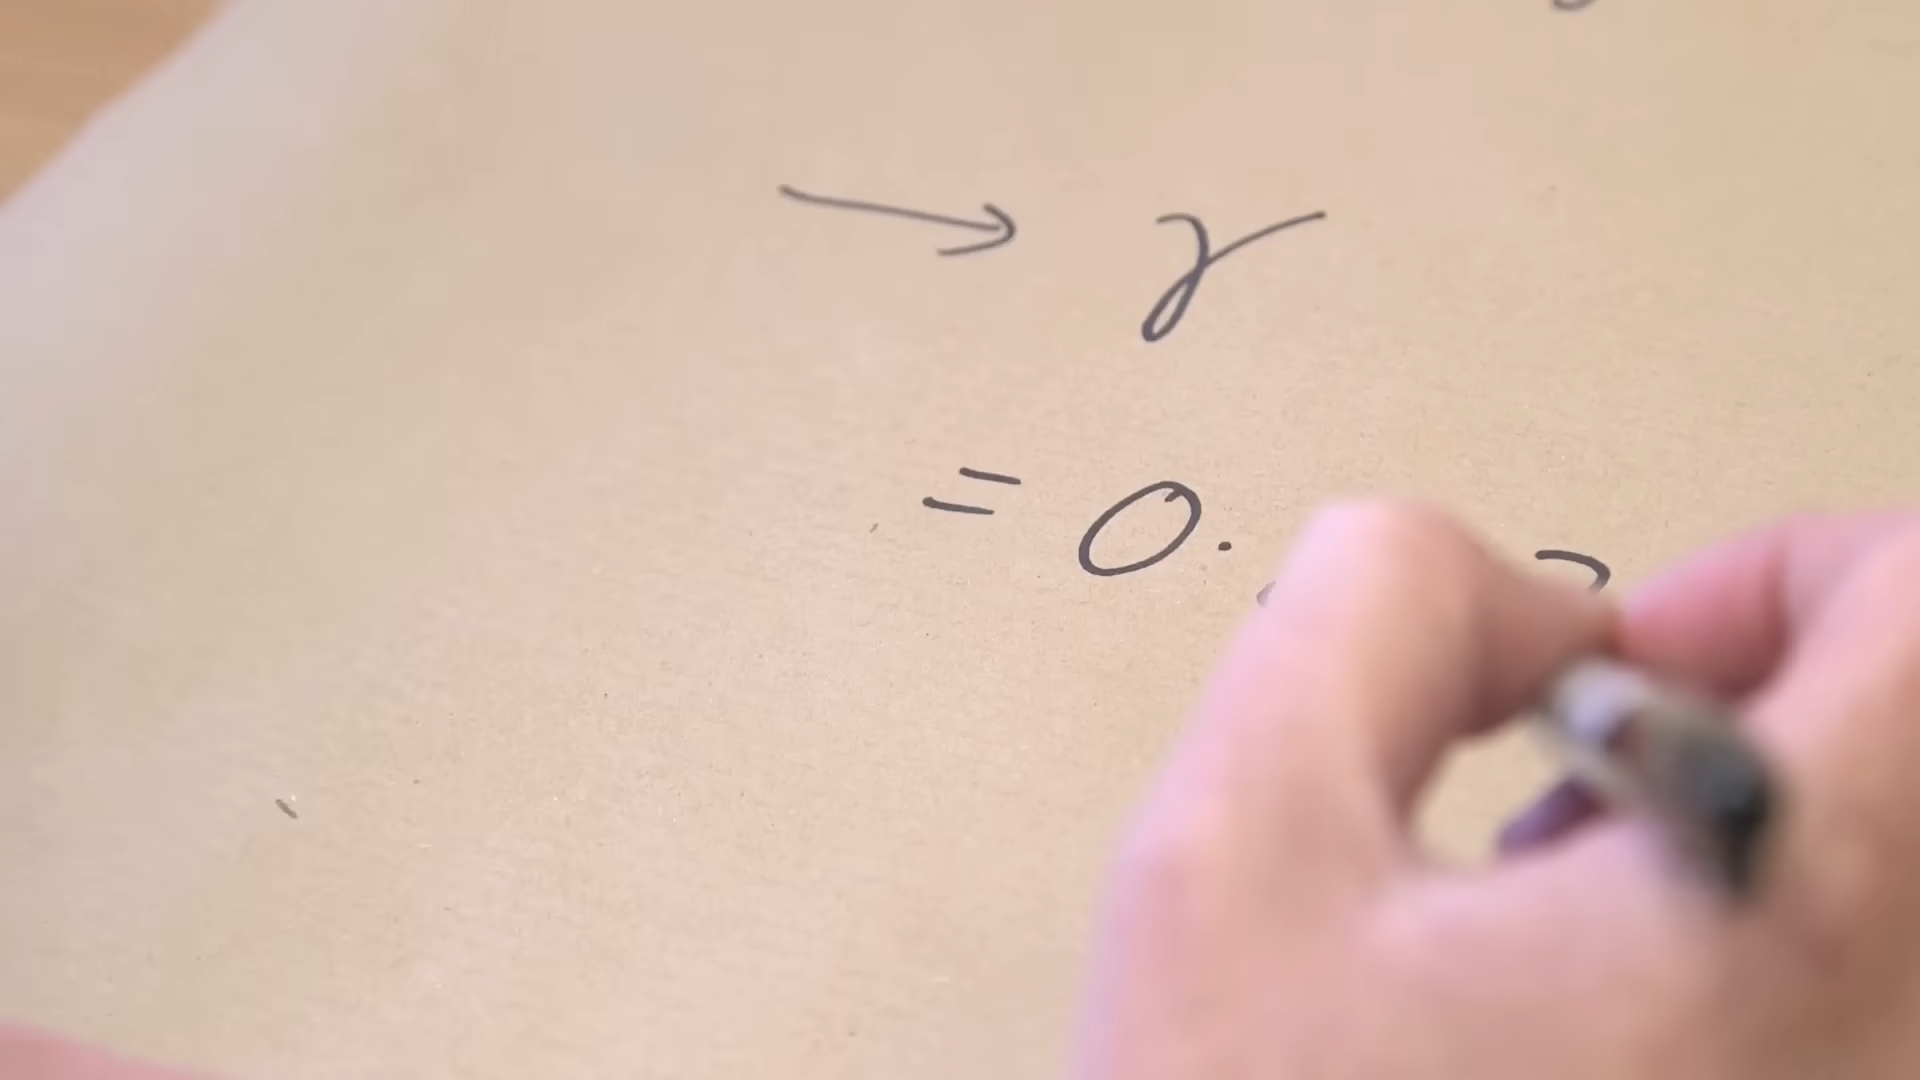 → γ
= 0.